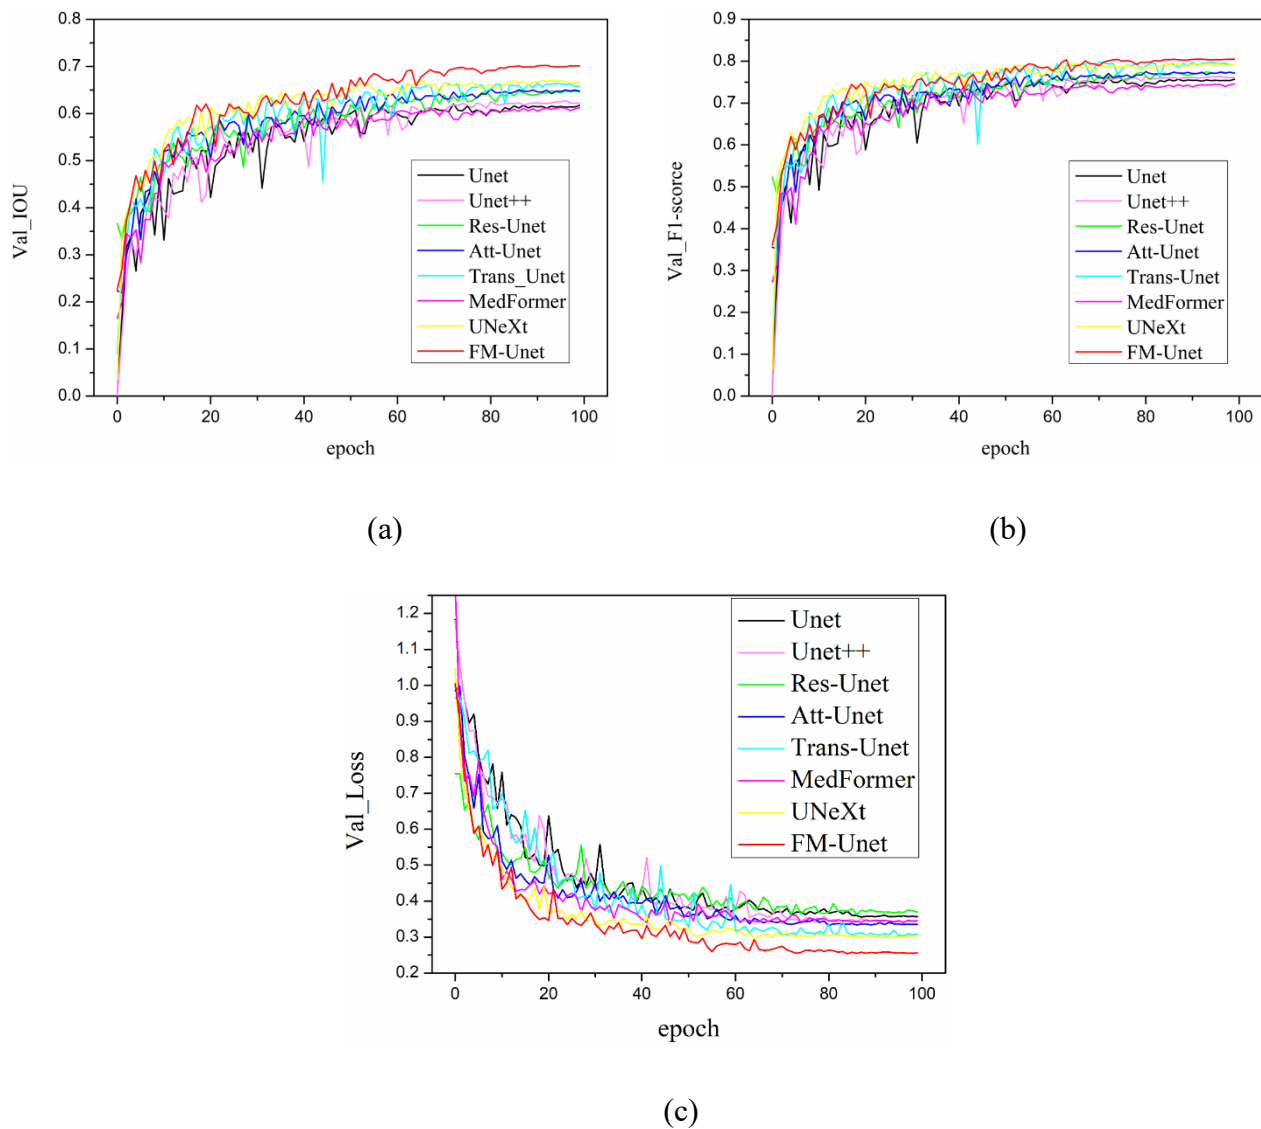 0.8
0.7
0.6
0.5
0.4
0.3
0.2
0.1
0.0
Val_IOU
0 20 40 60 80 100
epoch
Unet
Unet++
Res-Unet
Att-Unet
Trans_Unet
MedFormer
UNeXt
FM-Unet
(a)
0.9
0.8
0.7
0.6
0.5
0.4
0.3
0.2
0.1
0.0
Val_F1-scorce
0 20 40 60 80 100
epoch
Unet
Unet++
Res-Unet
Att-Unet
Trans-Unet
MedFormer
UNeXt
FM-Unet
(b)
1.2
1.1
1.0
0.9
0.8
0.7
0.6
0.5
0.4
0.3
0.2
Val_Loss
0 20 40 60 80 100
epoch
Unet
Unet++
Res-Unet
Att-Unet
Trans-Unet
MedFormer
UNeXt
FM-Unet
(c)